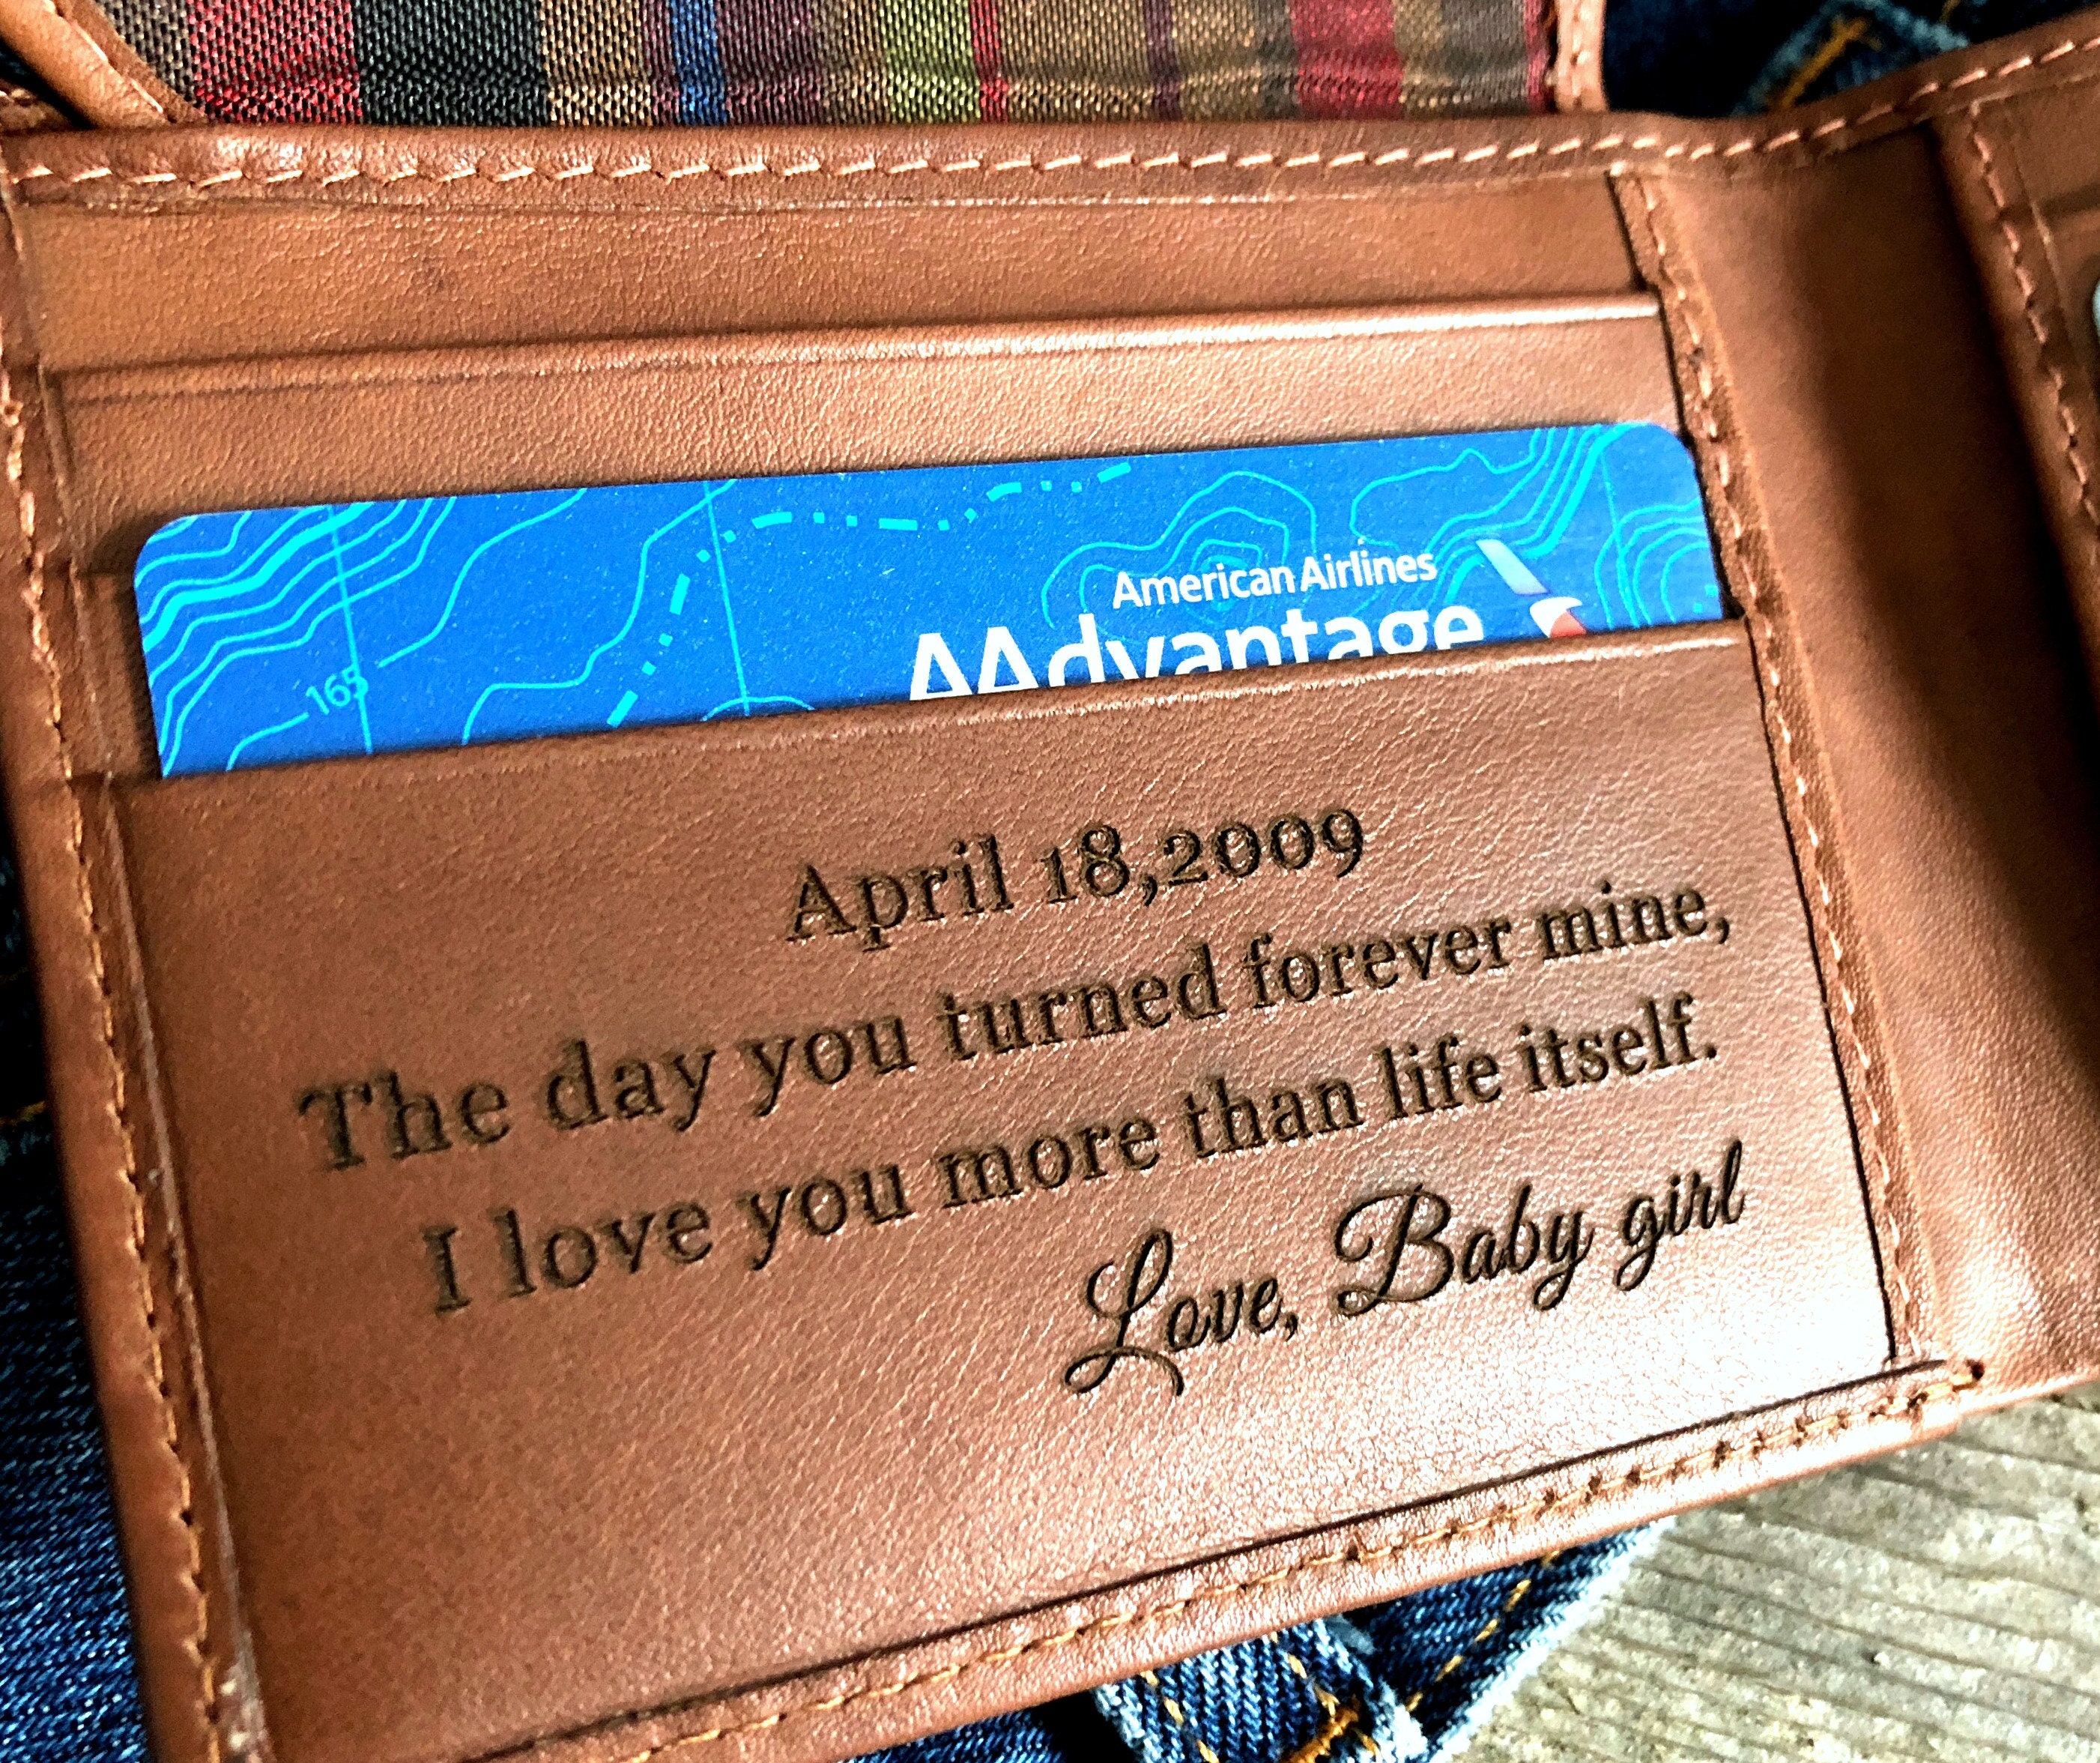 165
American Airlines
AAdvantage
April 18,2009
The day you turned forever mine,
I love you more than life itself.
Love, Baby girl